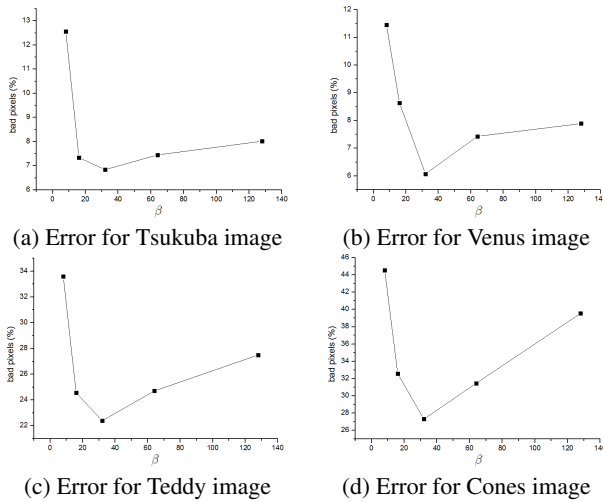 13
12
11
10
9
8
7
6
bad pixels (%)
0 20 40 60 80 100 120 140
β
(a) Error for Tsukuba image
12
11
10
9
8
7
6
bad pixels (%)
0 20 40 60 80 100 120 140
β
(b) Error for Venus image
34
32
30
28
26
24
22
bad pixels (%)
0 20 40 60 80 100 120 140
β
(c) Error for Teddy image
46
44
42
40
38
36
34
32
30
28
26
bad pixels (%)
0 20 40 60 80 100 120 140
β
(d) Error for Cones image